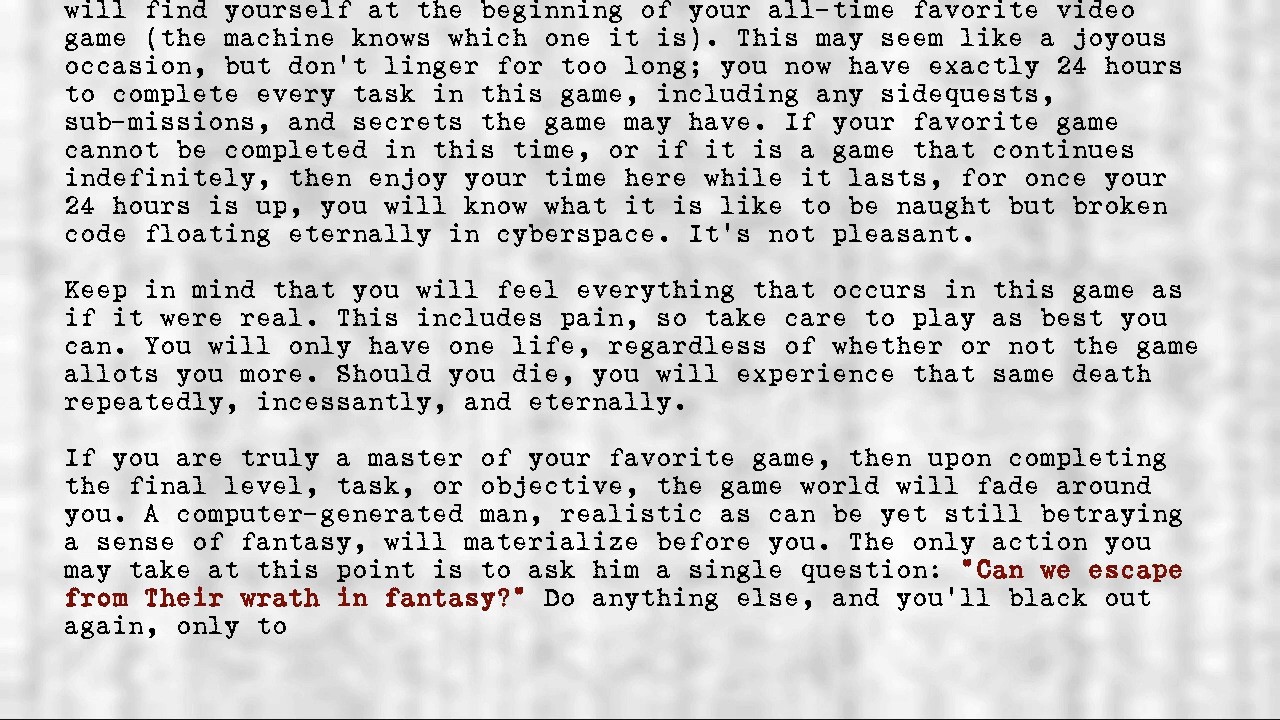 will find yourself at the beginning of your all-time favorite video
game (the machine knows which one it is). This may seem like a joyous
occasion, but don't linger for too long; you now have exactly 24 hours
to complete every task in this game, including any sidequests,
sub-missions, and secrets the game may have. If your favorite game
cannot be completed in this time, or if it is a game that continues
indefinitely, then enjoy your time here while it lasts, for once your
24 hours is up, you will know what it is like to be naught but broken
code floating eternally in cyberspace. It's not pleasant.
Keep in mind that you will feel everything that occurs in this game as
if it were real. This includes pain, so take care to play as best you
can. You will only have one life, regardless of whether or not the game
allots you more. Should you die, you will experience that same death
repeatedly, incessantly, and eternally.
If you are truly a master of your favorite game, then upon completing
the final level, task, or objective, the game world will fade around
you. A computer-generated man, realistic as can be yet still betraying
a sense of fantasy, will materialize before you. The only action you
may take at this point is to ask him a single question: "Can we escape
from Their wrath in fantasy?" Do anything else, and you'll black out
again, only to